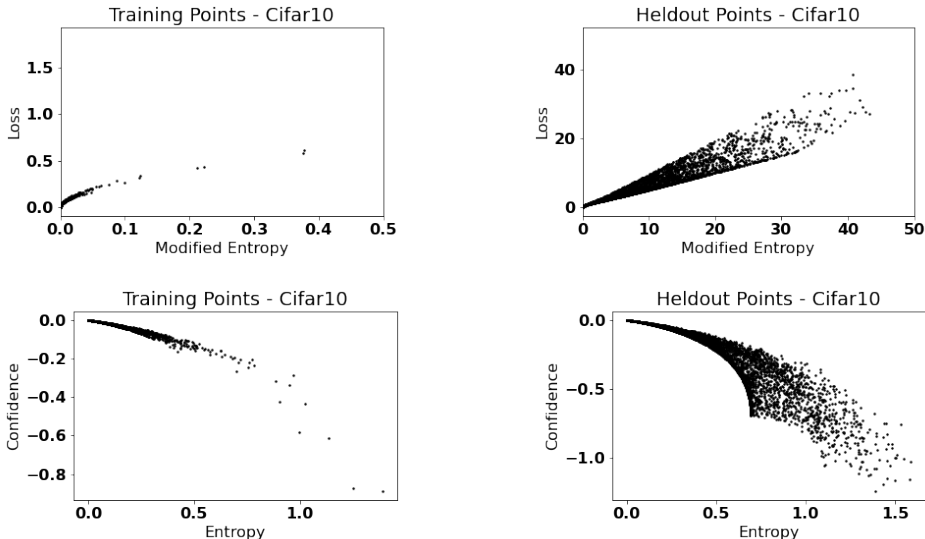 Training Points - Cifar10
1.5
1.0
0.5
0.0
Loss
0.0 0.1 0.2 0.3 0.4 0.5
Modified Entropy
Heldout Points - Cifar10
40
20
0
Loss
0 10 20 30 40 50
Modified Entropy
Training Points - Cifar10
0.0
−0.2
−0.4
−0.6
−0.8
Confidence
0.0 0.5 1.0
Entropy
Heldout Points - Cifar10
0.0
−0.5
−1.0
Confidence
0.0 0.5 1.0 1.5
Entropy